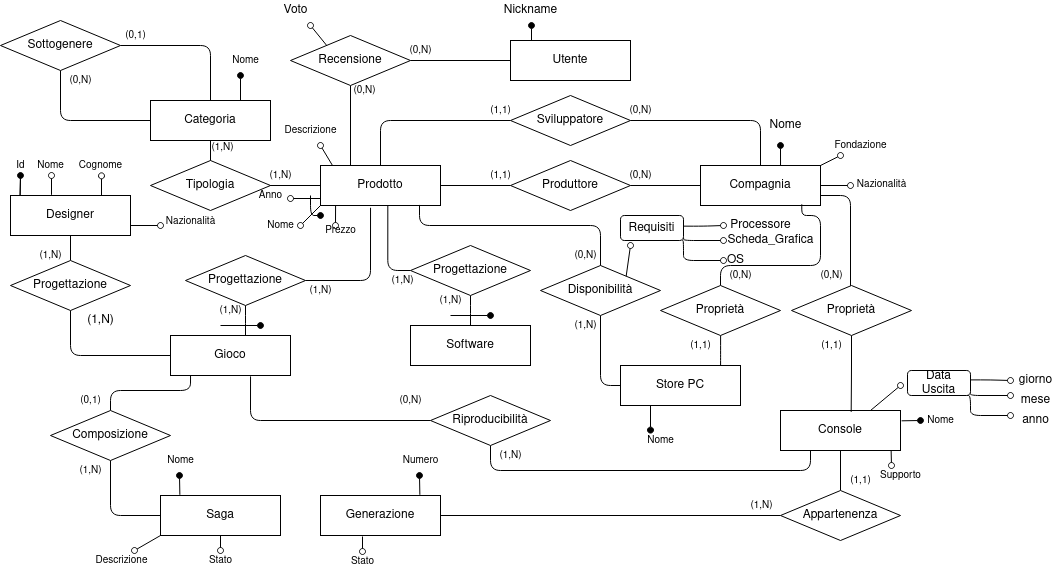 Voto
Nickname
Sottogenere
(0,1)
(0,N)
Nome
Recensione
(0,N)
(0,N)
Utente
Categoria
(1,N)
Descrizione
(1,1)
Sviluppatore
(0,N)
Nome
Fondazione
Id
Nome
Cognome
Tipologia
(1,N)
Anno
Prodotto
(1,1)
Produttore
(0,N)
Compagnia
Nazionalità
Designer
Nazionalità
Nome
Prezzo
Requisiti
Processore
Scheda_Grafica
OS
(1,N)
Progettazione
(1,N)
Progettazione
(1,N)
(1,N)
Progettazione
(1,N)
(1,N)
(0,N)
Disponibilità
(1,N)
(0,N)
Proprietà
(1,1)
(0,N)
Proprietà
(1,1)
Gioco
Software
Store PC
Nome
Data
Uscita
giorno
mese
anno
(0,1)
Composizione
(1,N)
(0,N)
Riproducibilità
(1,N)
Console
Nome
Supporto
Nome
Numero
(1,1)
Saga
Generazione
(1,N)
Appartenenza
Descrizione
Stato
Stato